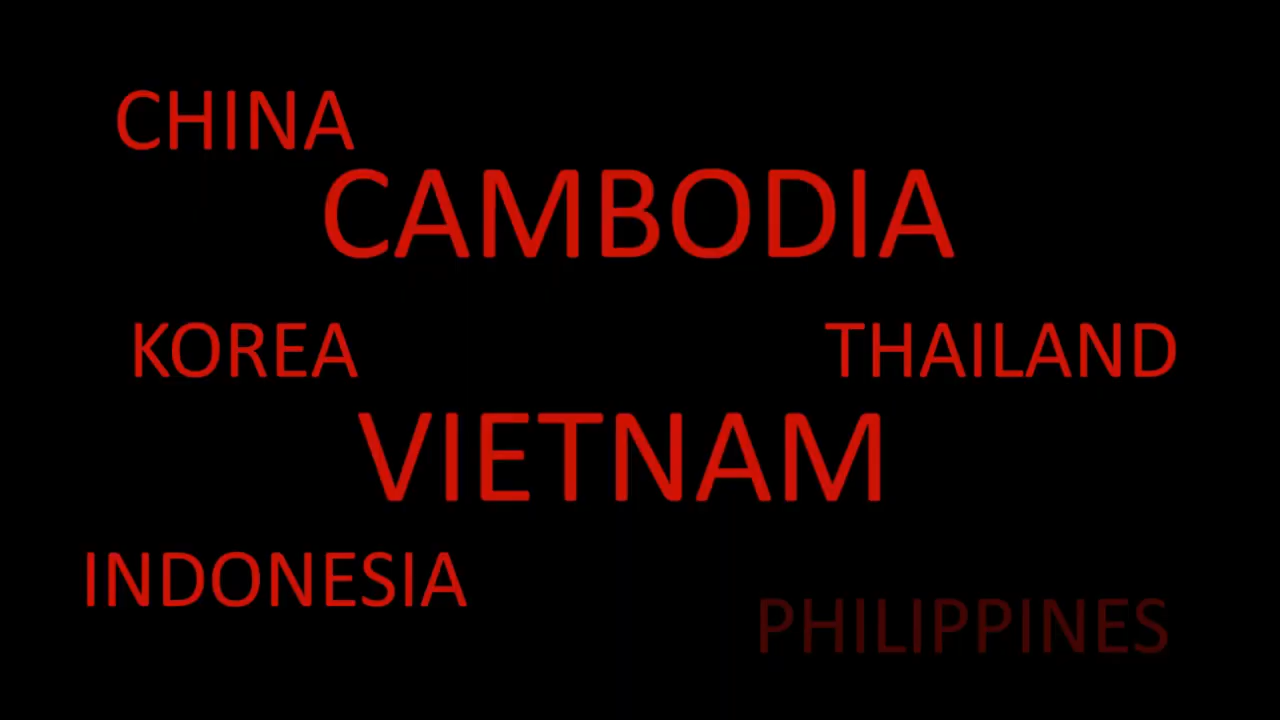 CHINA
CAMBODIA
KOREA
THAILAND
VIETNAM
INDONESIA
PHILIPPINES